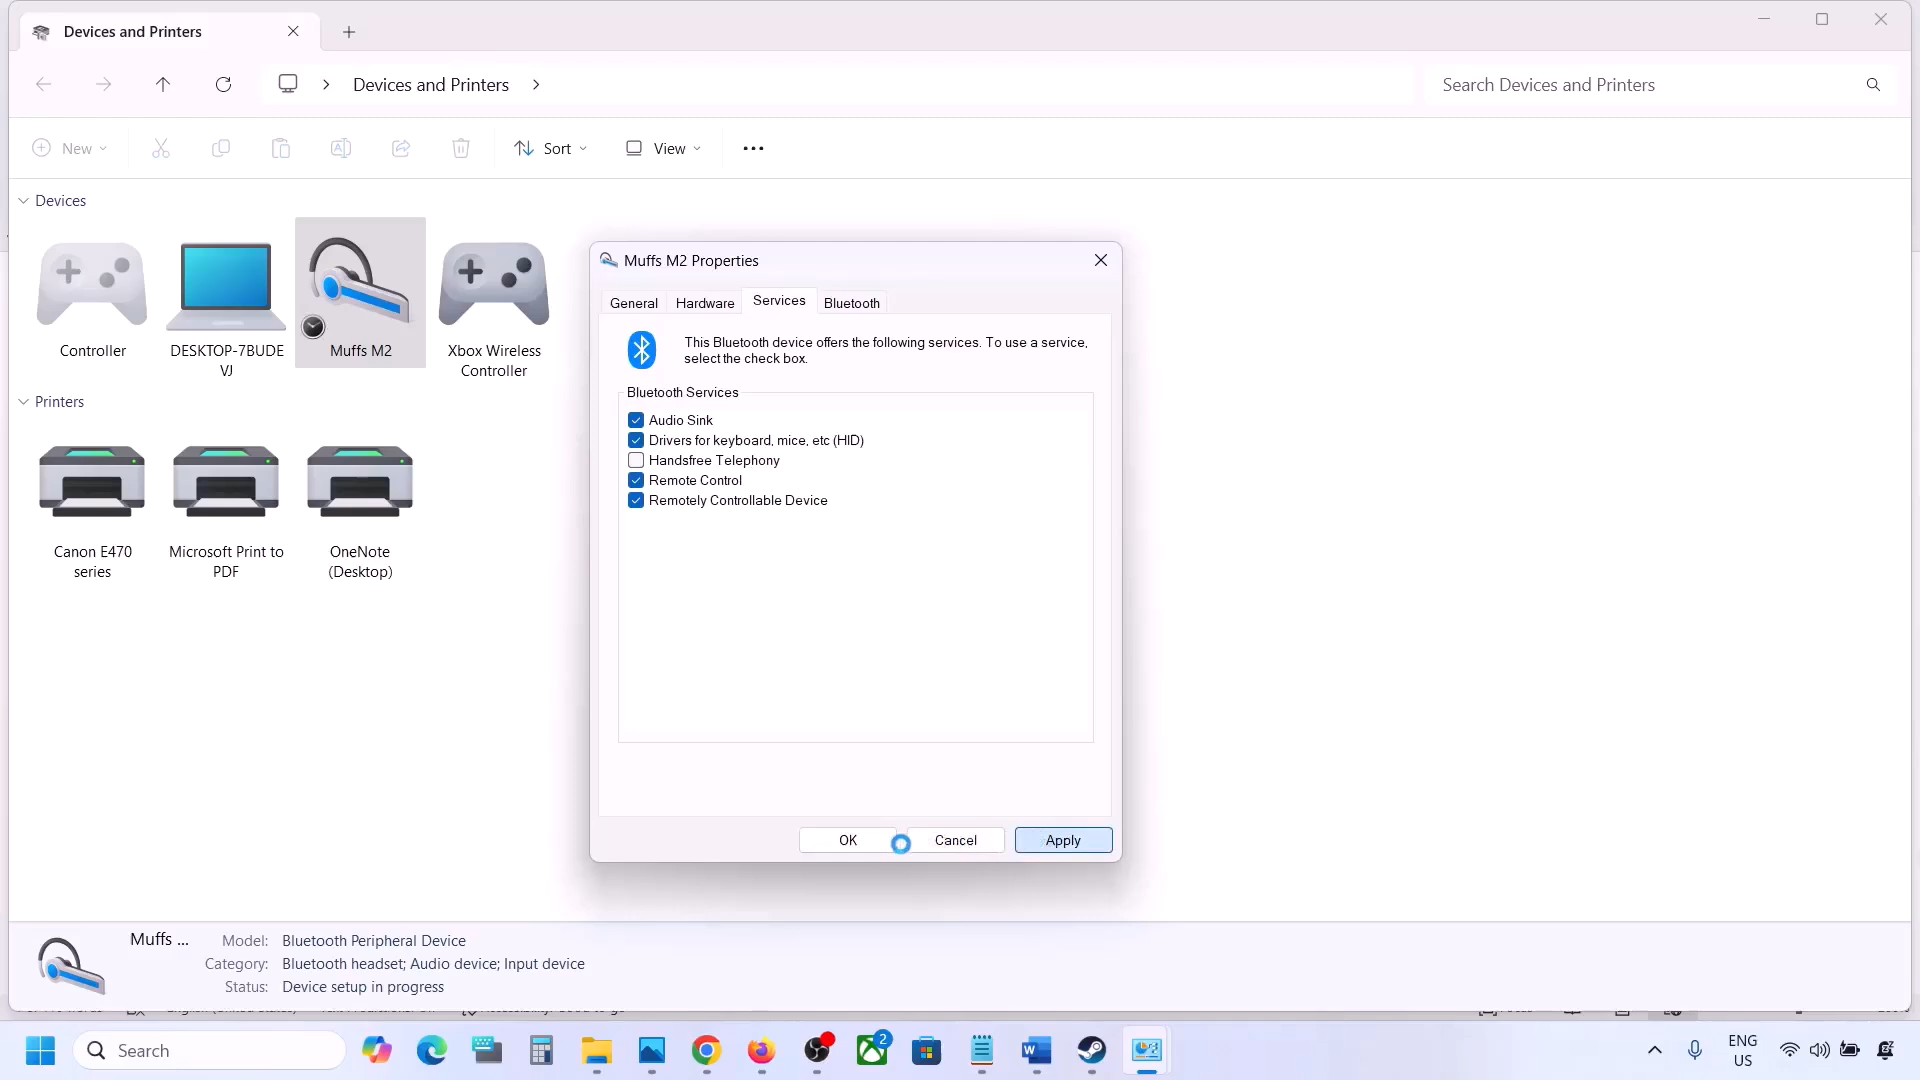 Devices and Printers
Devices and Printers
Search Devices and Printers
New
Sort
View
Devices
Controller
DESKTOP-7BUDE
VJ
Muffs M2
Xbox Wireless
Controller
Printers
Canon E470
series
Microsoft Print to
PDF
OneNote
(Desktop)
Muffs M2 Properties
General
Hardware
Services
Bluetooth
This Bluetooth device offers the following services. To use a service,
select the check box.
Bluetooth Services
Audio Sink
Drivers for keyboard, mice, etc (HID)
Handsfree Telephony
Remote Control
Remotely Controllable Device
OK
Cancel
Apply
Muffs ...
Model: Bluetooth Peripheral Device
Category: Bluetooth headset; Audio device; Input device
Status: Device setup in progress
Search
2
ENG
US